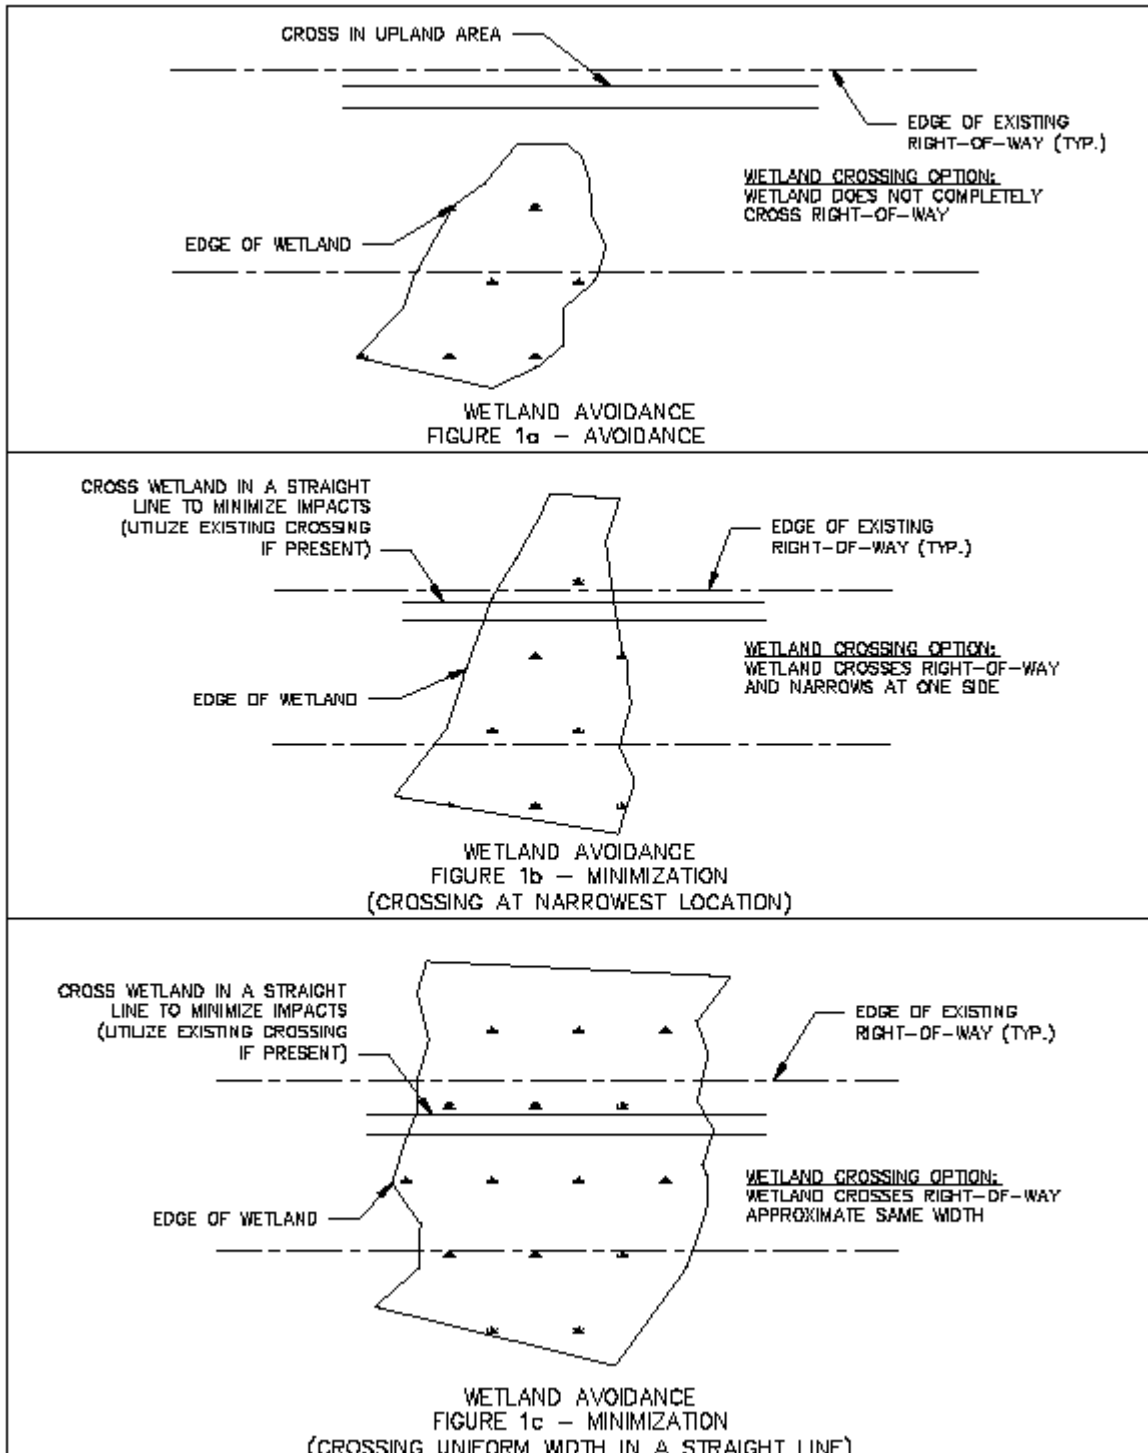 CROSS IN UPLAND AREA
EDGE OF EXISTING
RIGHT-OF-WAY (TYP.)
WETLAND CROSSING OPTION:
WETLAND DOES NOT COMPLETELY
CROSS RIGHT-OF-WAY
EDGE OF WETLAND
WETLAND AVOIDANCE
FIGURE 1a - AVOIDANCE
CROSS WETLAND IN A STRAIGHT
LINE TO MINIMIZE IMPACTS
(UTILIZE EXISTING CROSSING
IF PRESENT)
EDGE OF EXISTING
RIGHT-OF-WAY (TYP.)
WETLAND CROSSING OPTION:
WETLAND CROSSES RIGHT-OF-WAY
AND NARROWS AT ONE SIDE
EDGE OF WETLAND
WETLAND AVOIDANCE
FIGURE 1b - MINIMIZATION
(CROSSING AT NARROWEST LOCATION)
CROSS WETLAND IN A STRAIGHT
LINE TO MINIMIZE IMPACTS
(UTILIZE EXISTING CROSSING
IF PRESENT)
EDGE OF EXISTING
RIGHT-OF-WAY (TYP.)
WETLAND CROSSING OPTION:
WETLAND CROSSES RIGHT-OF-WAY
APPROXIMATE SAME WIDTH
EDGE OF WETLAND
WETLAND AVOIDANCE
FIGURE 1c - MINIMIZATION
(CROSSING UNIFORM WIDTH IN A STRAIGHT LINE)